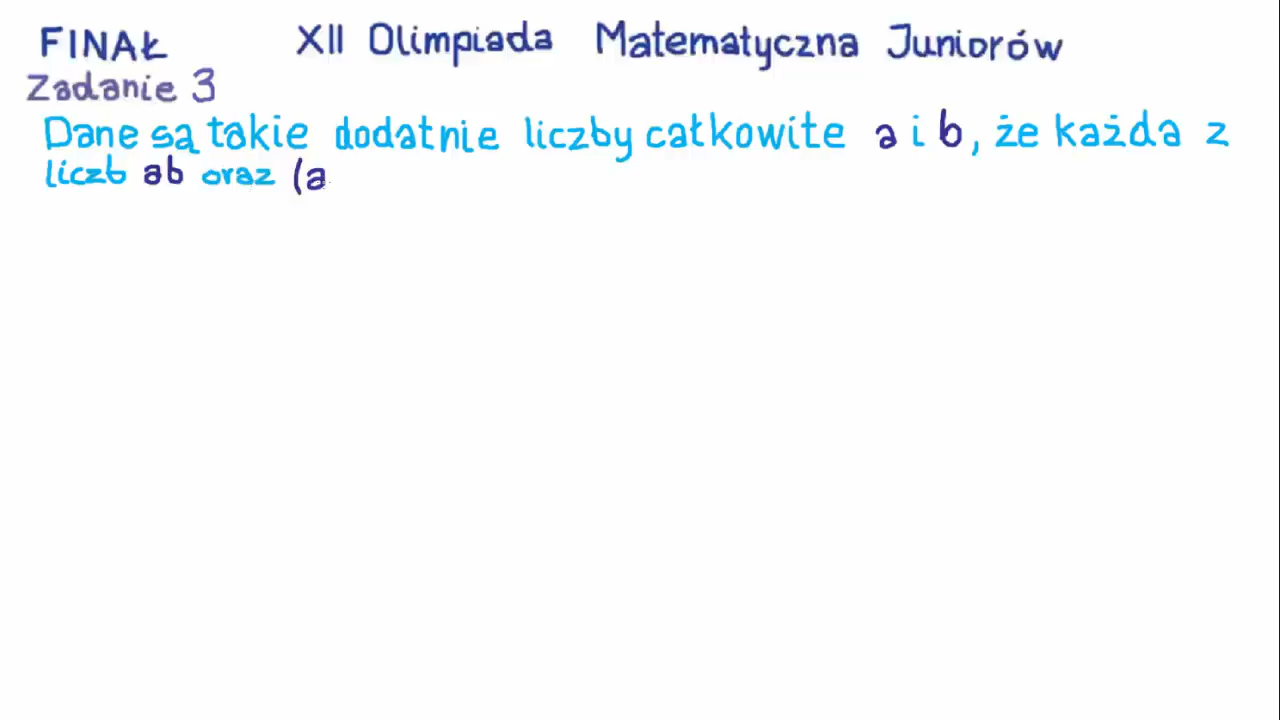 FINAŁ XII Olimpiada Matematyczna Juniorów
Zadanie 3
Dane są takie dodatnie liczby całkowite a i b, że każda z
liczb ab oraz (a